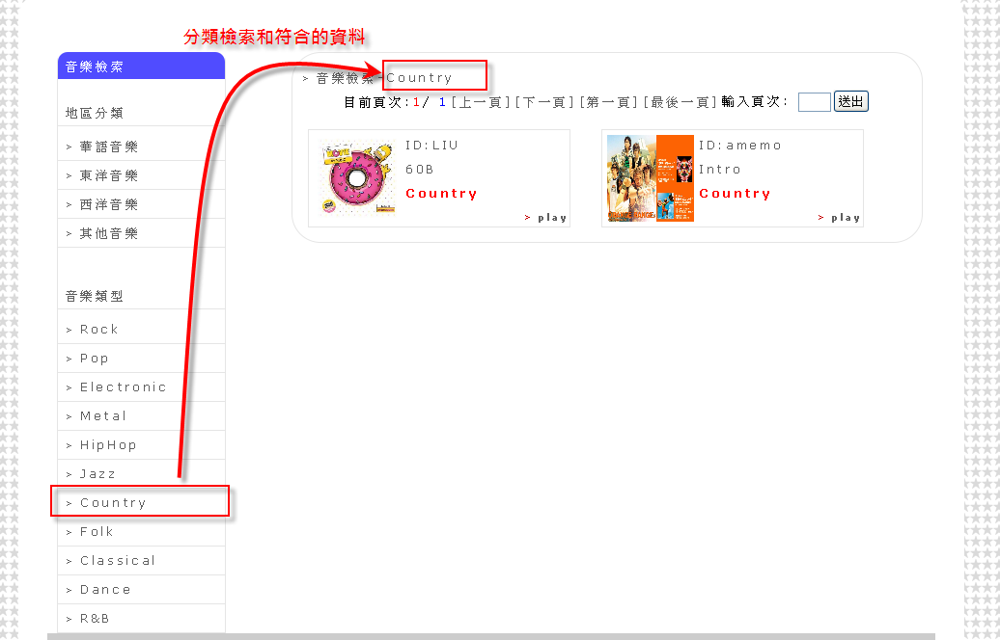 分類檢索和符合的資料
音樂檢索
地區分類
> 華語音樂
> 東洋音樂
> 西洋音樂
> 其他音樂
音樂類型
> Rock
> Pop
> Electronic
> Metal
> HipHop
> Jazz
> Country
> Folk
> Classical
> Dance
> R&B
> 音樂檢索-Country
目前頁次:1/ 1[上一頁][下一頁][第一頁][最後一頁]輸入頁次: 送出
ID:LIU
60B
Country
> play
ID:amemo
Intro
Country
> play